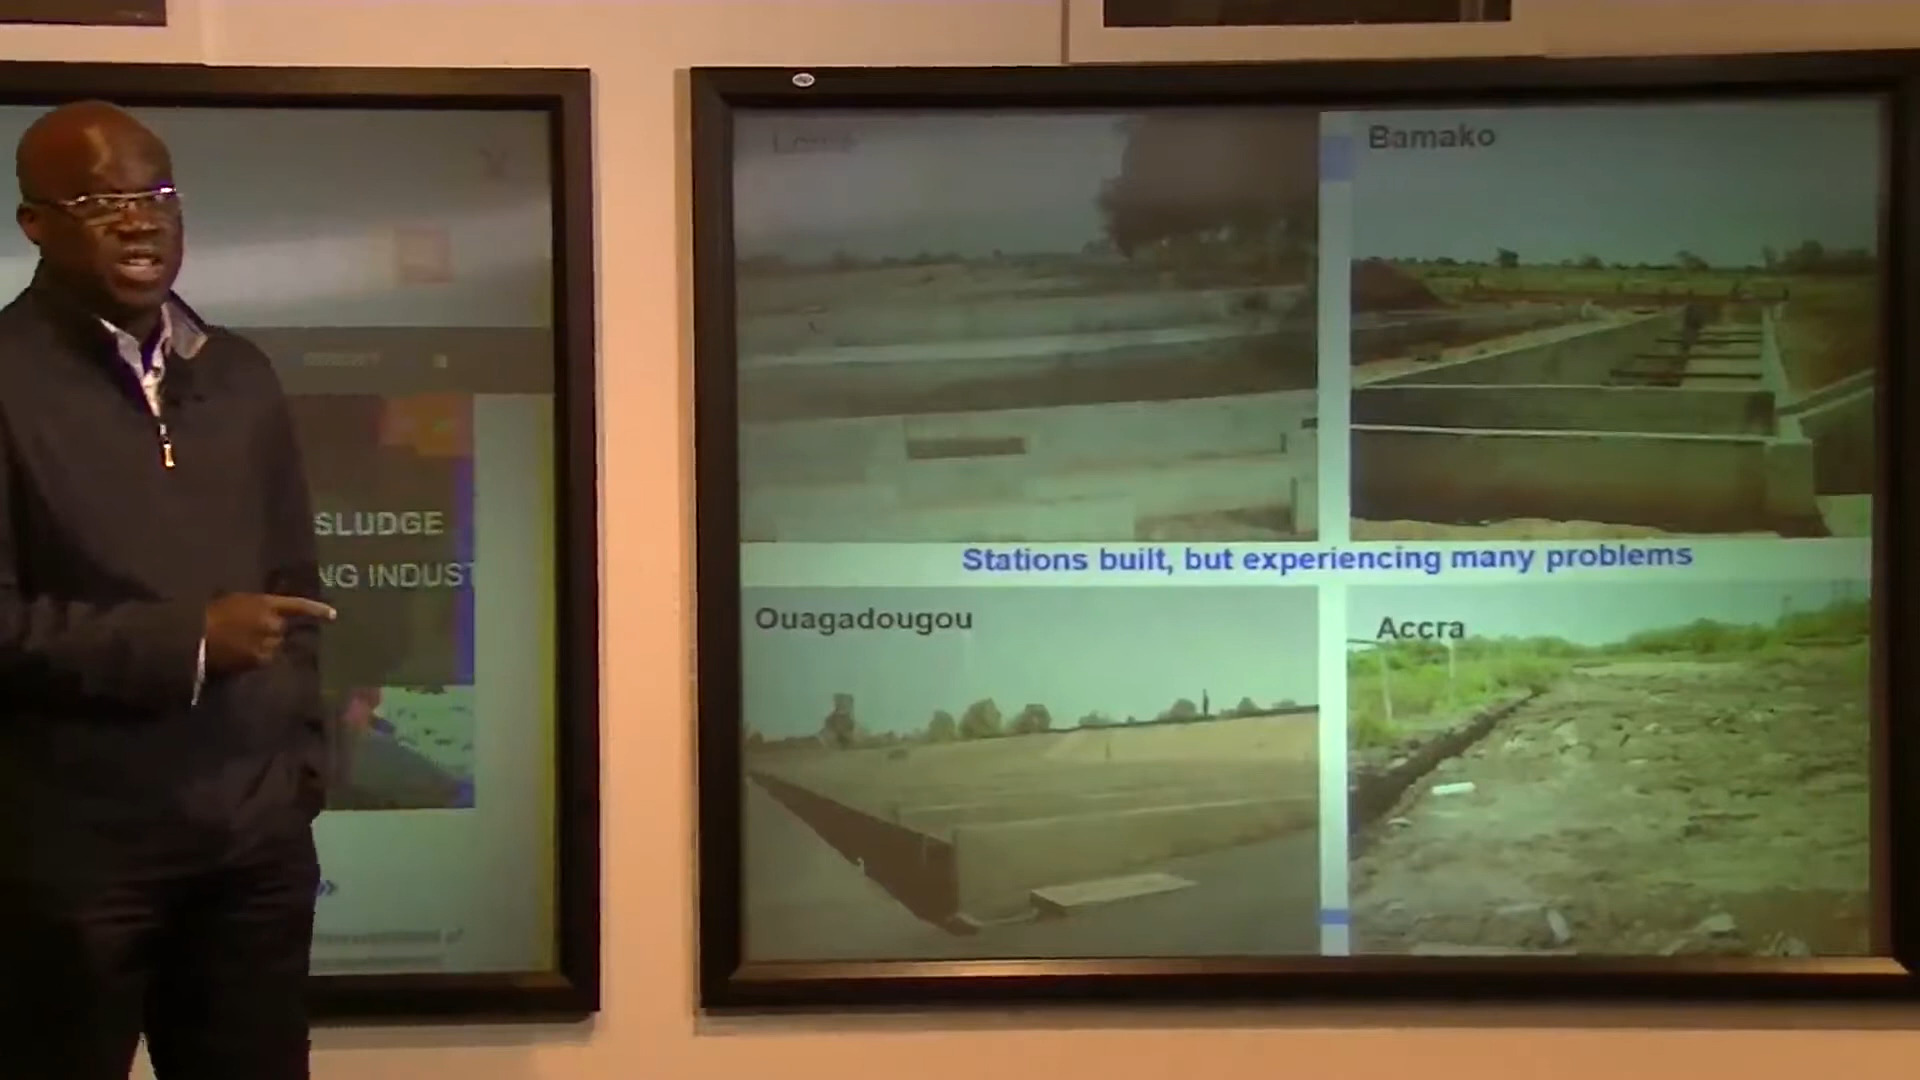 SLUDGE
NG INDUST
Bamako
Stations built, but experiencing many problems
Ouagadougou
Accra